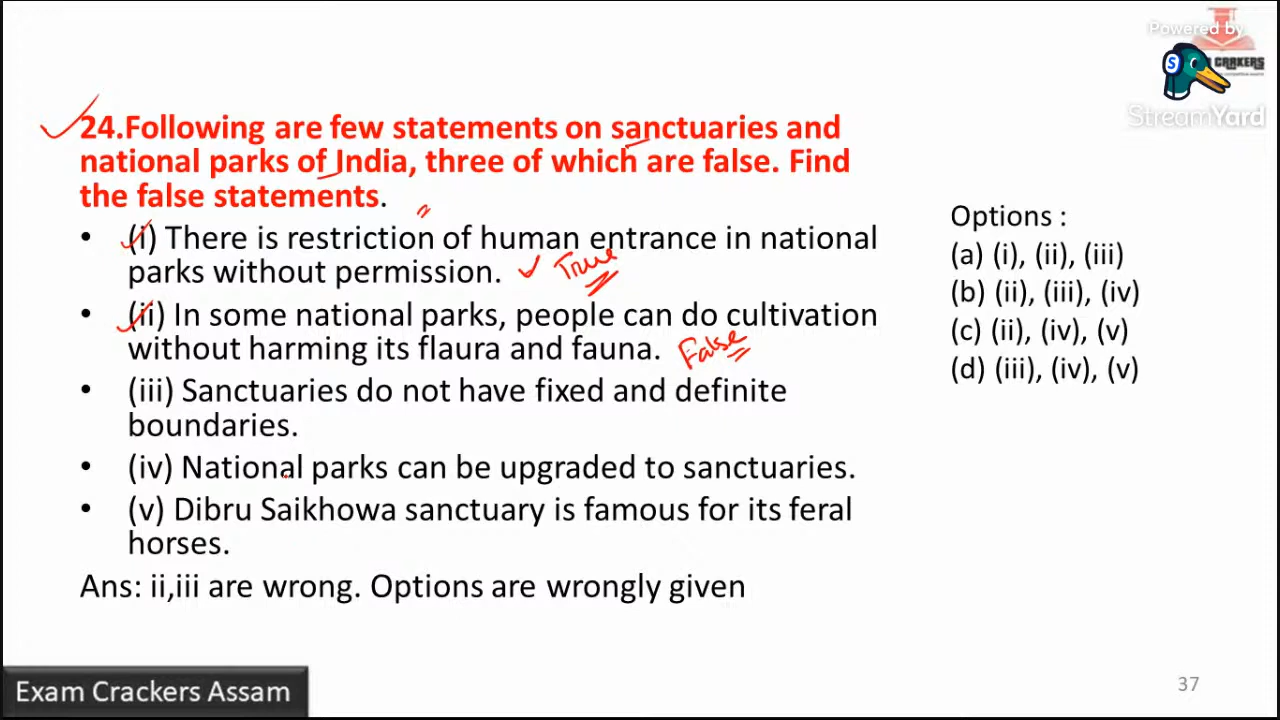 Powered by
CRAKERS
S
StreamYard
24.Following are few statements on sanctuaries and
national parks of India, three of which are false. Find
the false statements.
• (i) There is restriction of human entrance in national
parks without permission. True
• (ii) In some national parks, people can do cultivation
without harming its flaura and fauna. False
• (iii) Sanctuaries do not have fixed and definite
boundaries.
• (iv) National parks can be upgraded to sanctuaries.
• (v) Dibru Saikhowa sanctuary is famous for its feral
horses.
Ans: ii,iii are wrong. Options are wrongly given
Options :
(a) (i), (ii), (iii)
(b) (ii), (iii), (iv)
(c) (ii), (iv), (v)
(d) (iii), (iv), (v)
Exam Crackers Assam
37